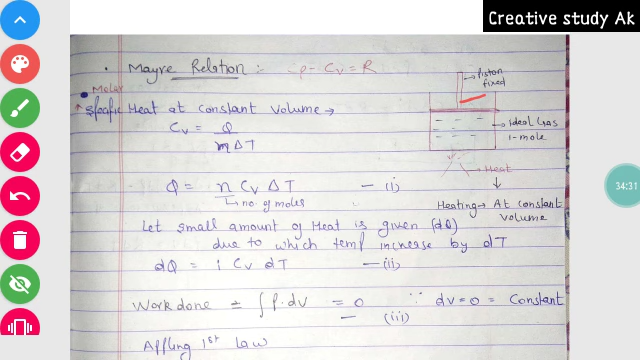 Creative study Ak
• Mayre Relation :- Cp - Cv = R
Molar
Specific Heat at constant volume →
Cv = Q
m ΔT
piston
fixed
ideal Gas
1-mole
Heat
Heating → At constant
volume
34:31
Q = n Cv ΔT — (i)
no of moles
Let small amount of Heat is given (dQ)
due to which temp increase by dT
dQ = 1 Cv dT — (ii)
Work done = ∫ P.dv = 0 ∵ dv = 0 = Constant
(iii)
Appling 1st law